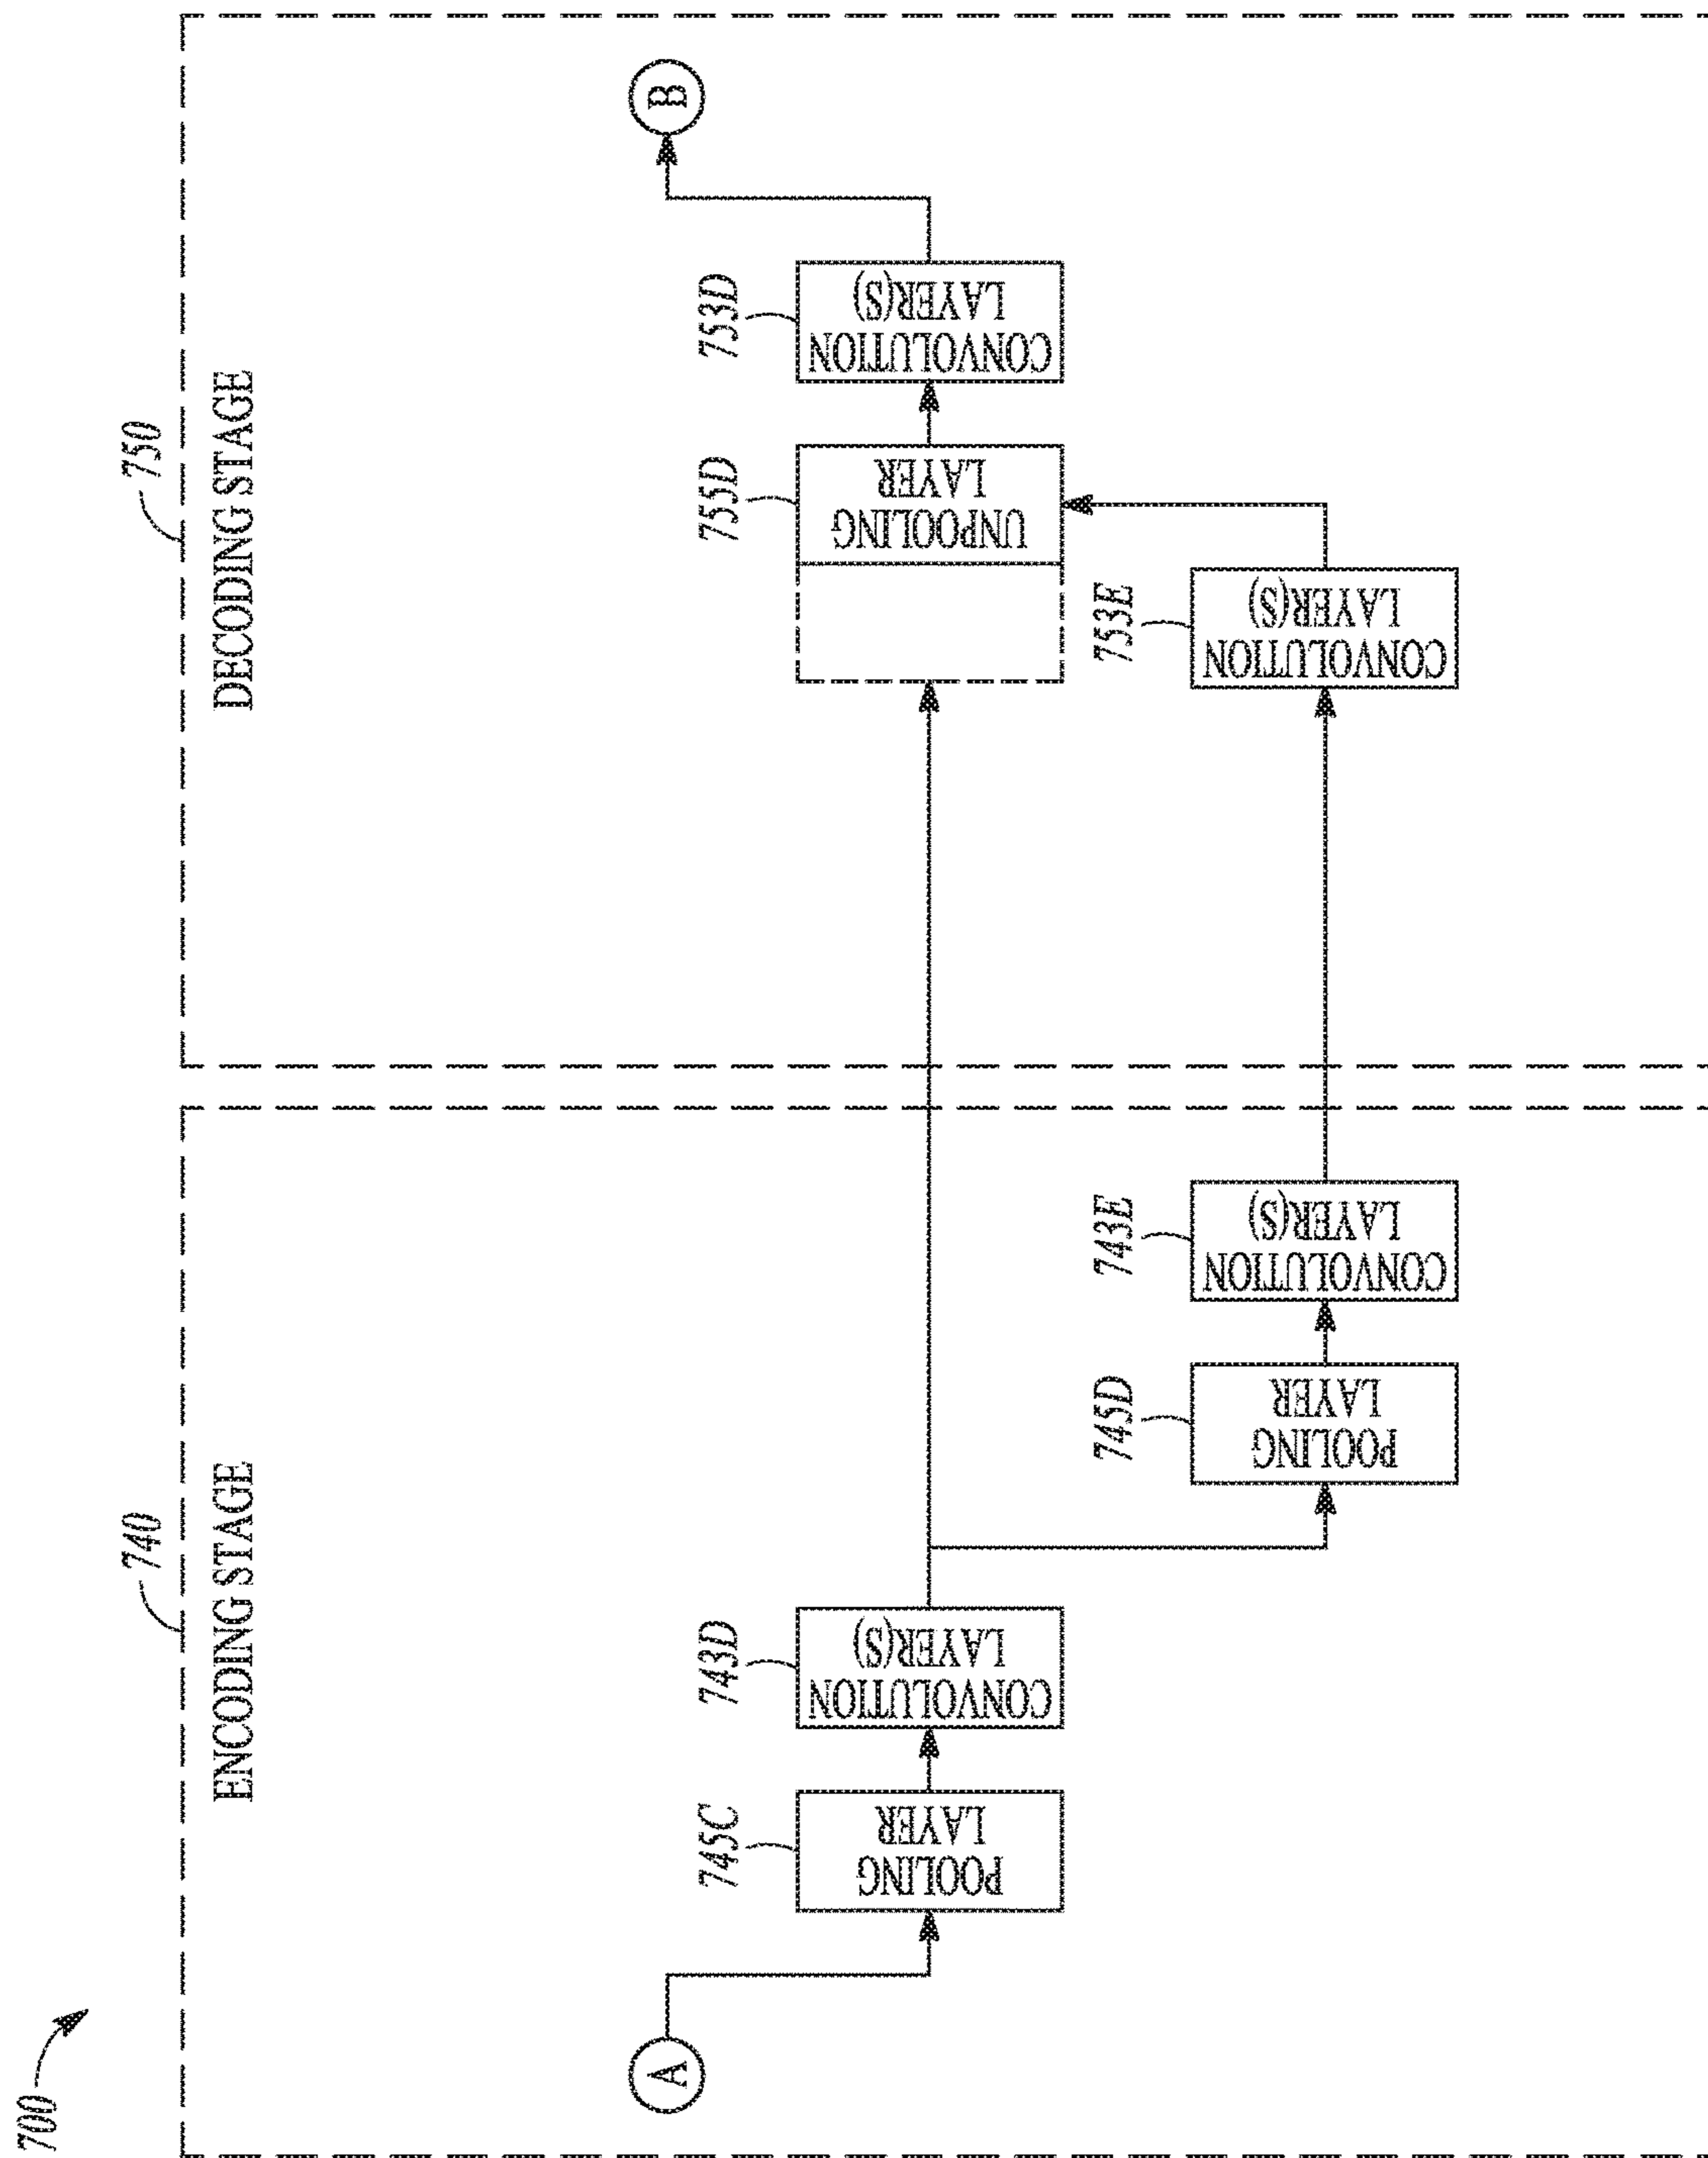 700
740
ENCODING STAGE
750
DECODING STAGE
A
B
745C
POOLING
LAYER
743D
CONVOLUTION
LAYER(S)
755D
UNPOOLING
LAYER
753D
CONVOLUTION
LAYER(S)
745D
POOLING
LAYER
743E
CONVOLUTION
LAYER(S)
753E
CONVOLUTION
LAYER(S)